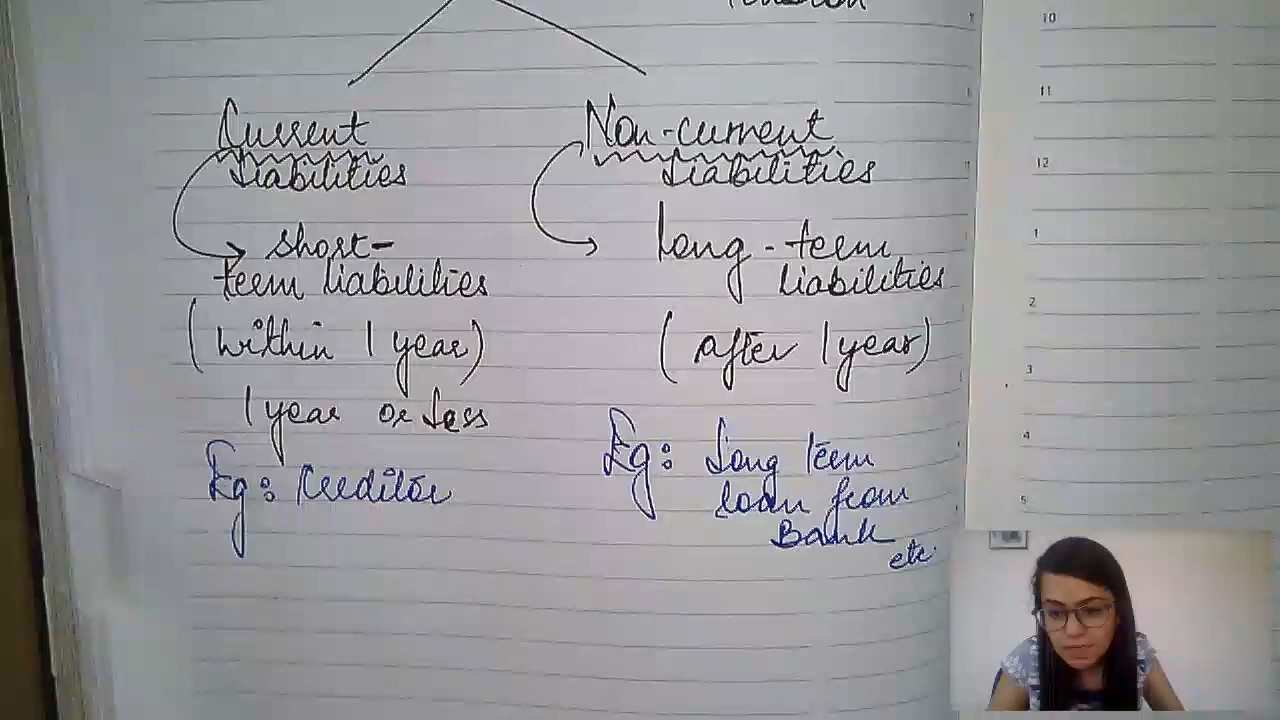 Current
Liabilities
short-
term liabilities
(within 1 year)
1 year or Less
Eg: Creditor
Non-current
Liabilities
long-term
liabilities
(after 1 year)
Eg: Long term
loan from
Bank
etc.
10
11
12
1
2
3
4
5